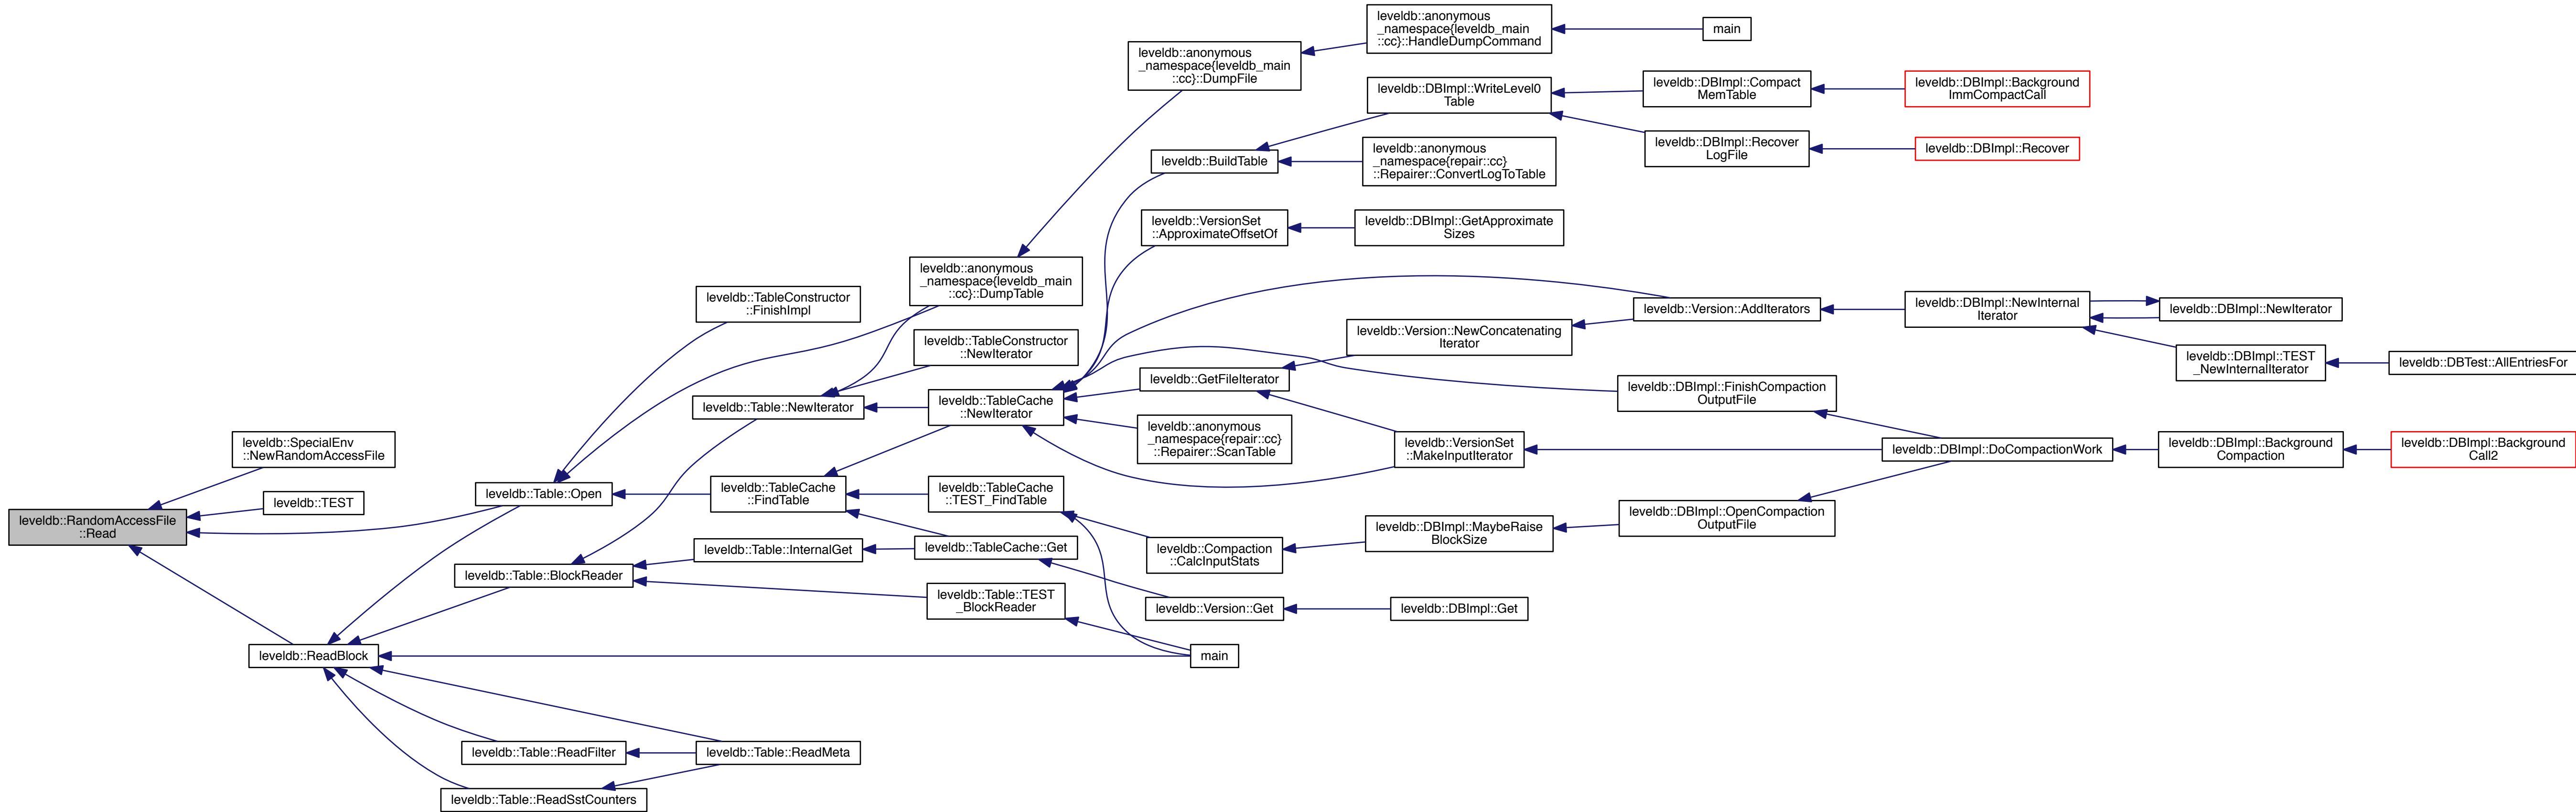 leveldb::RandomAccessFile
::Read
leveldb::SpecialEnv
::NewRandomAccessFile
leveldb::TEST
leveldb::ReadBlock
leveldb::Table::Open
leveldb::Table::BlockReader
leveldb::Table::ReadFilter
leveldb::Table::ReadSstCounters
leveldb::TableConstructor
::FinishImpl
leveldb::Table::NewIterator
leveldb::TableCache
::FindTable
leveldb::Table::InternalGet
leveldb::Table::ReadMeta
leveldb::anonymous
_namespace{leveldb_main
::cc}::DumpTable
leveldb::TableConstructor
::NewIterator
leveldb::TableCache
::NewIterator
leveldb::TableCache
::TEST_FindTable
leveldb::TableCache::Get
leveldb::Table::TEST
_BlockReader
leveldb::anonymous
_namespace{leveldb_main
::cc}::DumpFile
leveldb::BuildTable
leveldb::VersionSet
::ApproximateOffsetOf
leveldb::GetFileIterator
leveldb::anonymous
_namespace{repair::cc}
::Repairer::ScanTable
leveldb::Compaction
::CalcInputStats
leveldb::Version::Get
main
leveldb::anonymous
_namespace{leveldb_main
::cc}::HandleDumpCommand
leveldb::DBImpl::WriteLevel0
Table
leveldb::anonymous
_namespace{repair::cc}
::Repairer::ConvertLogToTable
leveldb::DBImpl::GetApproximate
Sizes
leveldb::Version::NewConcatenating
Iterator
leveldb::VersionSet
::MakeInputIterator
leveldb::DBImpl::MaybeRaise
BlockSize
leveldb::DBImpl::Get
main
leveldb::DBImpl::Compact
MemTable
leveldb::DBImpl::Recover
LogFile
leveldb::Version::AddIterators
leveldb::DBImpl::FinishCompaction
OutputFile
leveldb::DBImpl::OpenCompaction
OutputFile
leveldb::DBImpl::Background
ImmCompactCall
leveldb::DBImpl::Recover
leveldb::DBImpl::NewInternal
Iterator
leveldb::DBImpl::DoCompactionWork
leveldb::DBImpl::NewIterator
leveldb::DBImpl::TEST
_NewInternalIterator
leveldb::DBImpl::Background
Compaction
leveldb::DBTest::AllEntriesFor
leveldb::DBImpl::Background
Call2